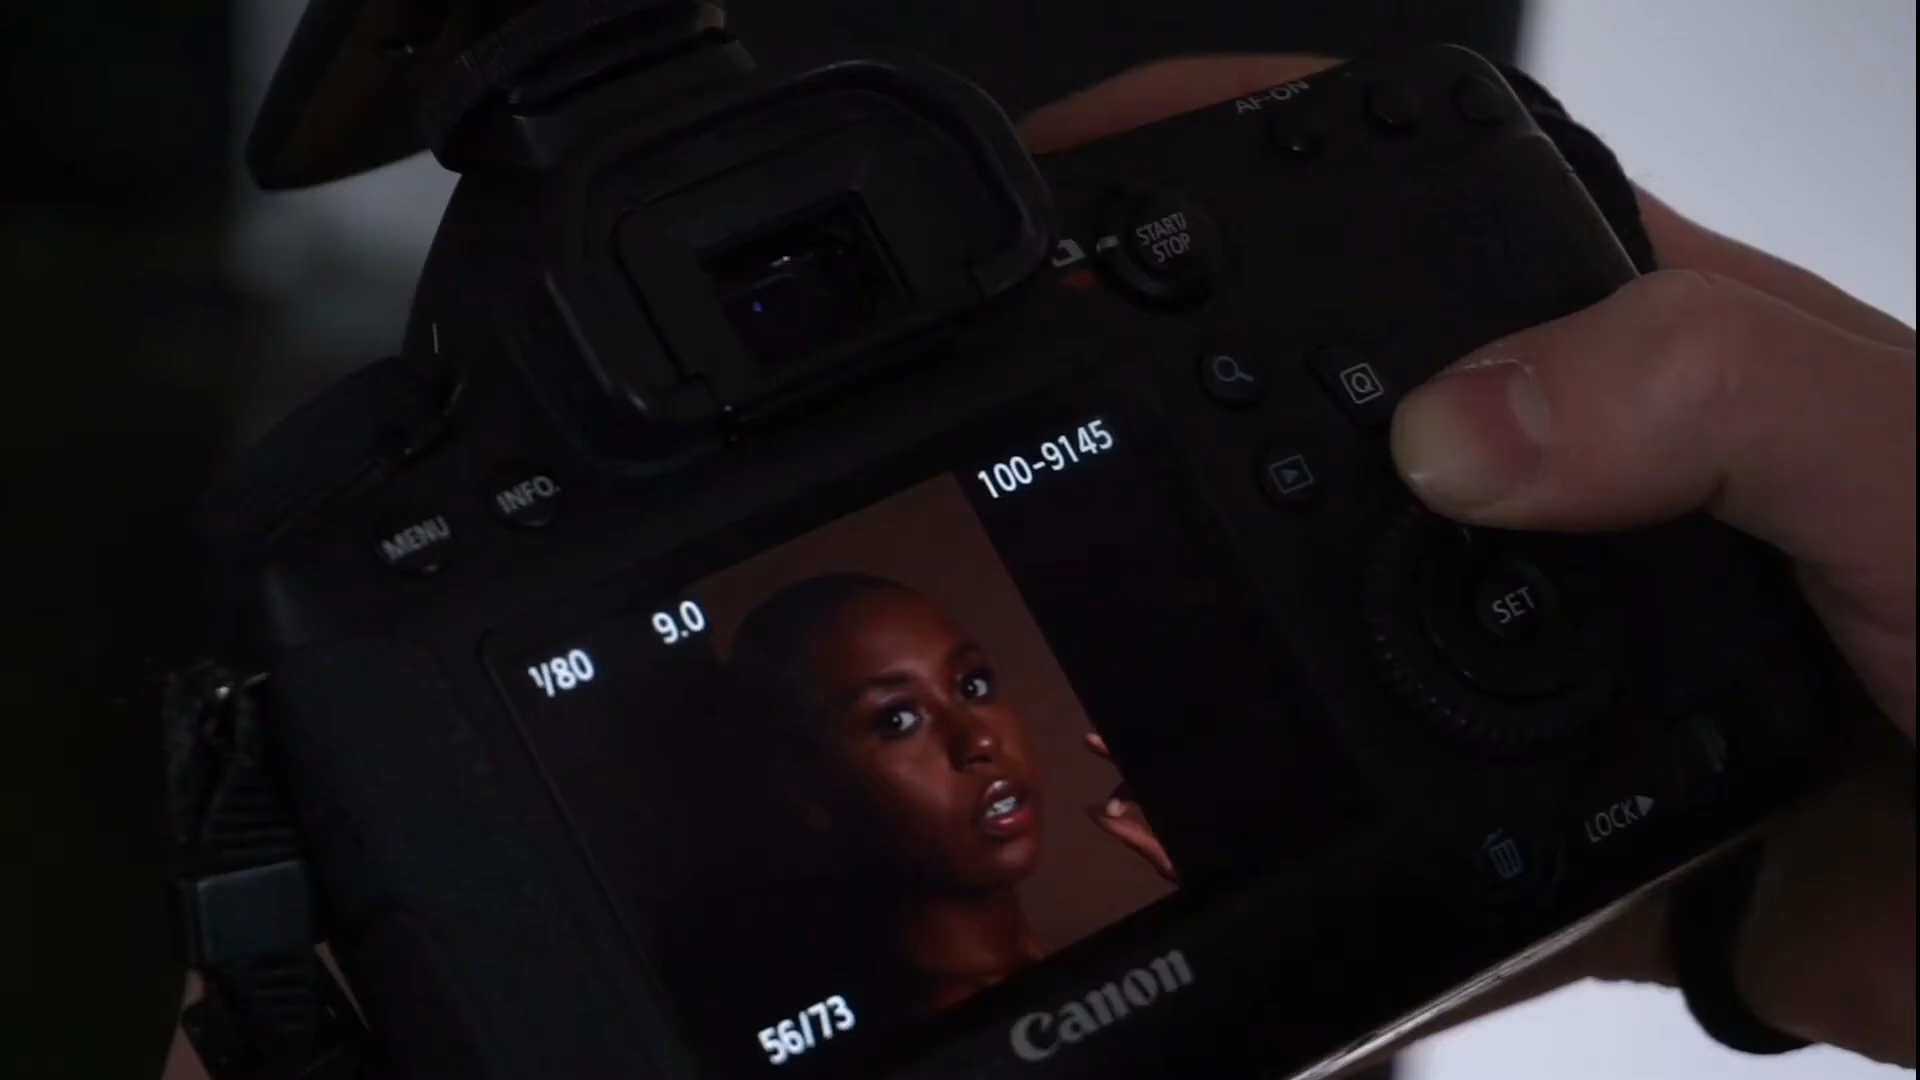 AF-ON
START/
STOP
Q
INFO.
MENU
100-9145
1/80
9.0
SET
LOCK
56/73
Canon